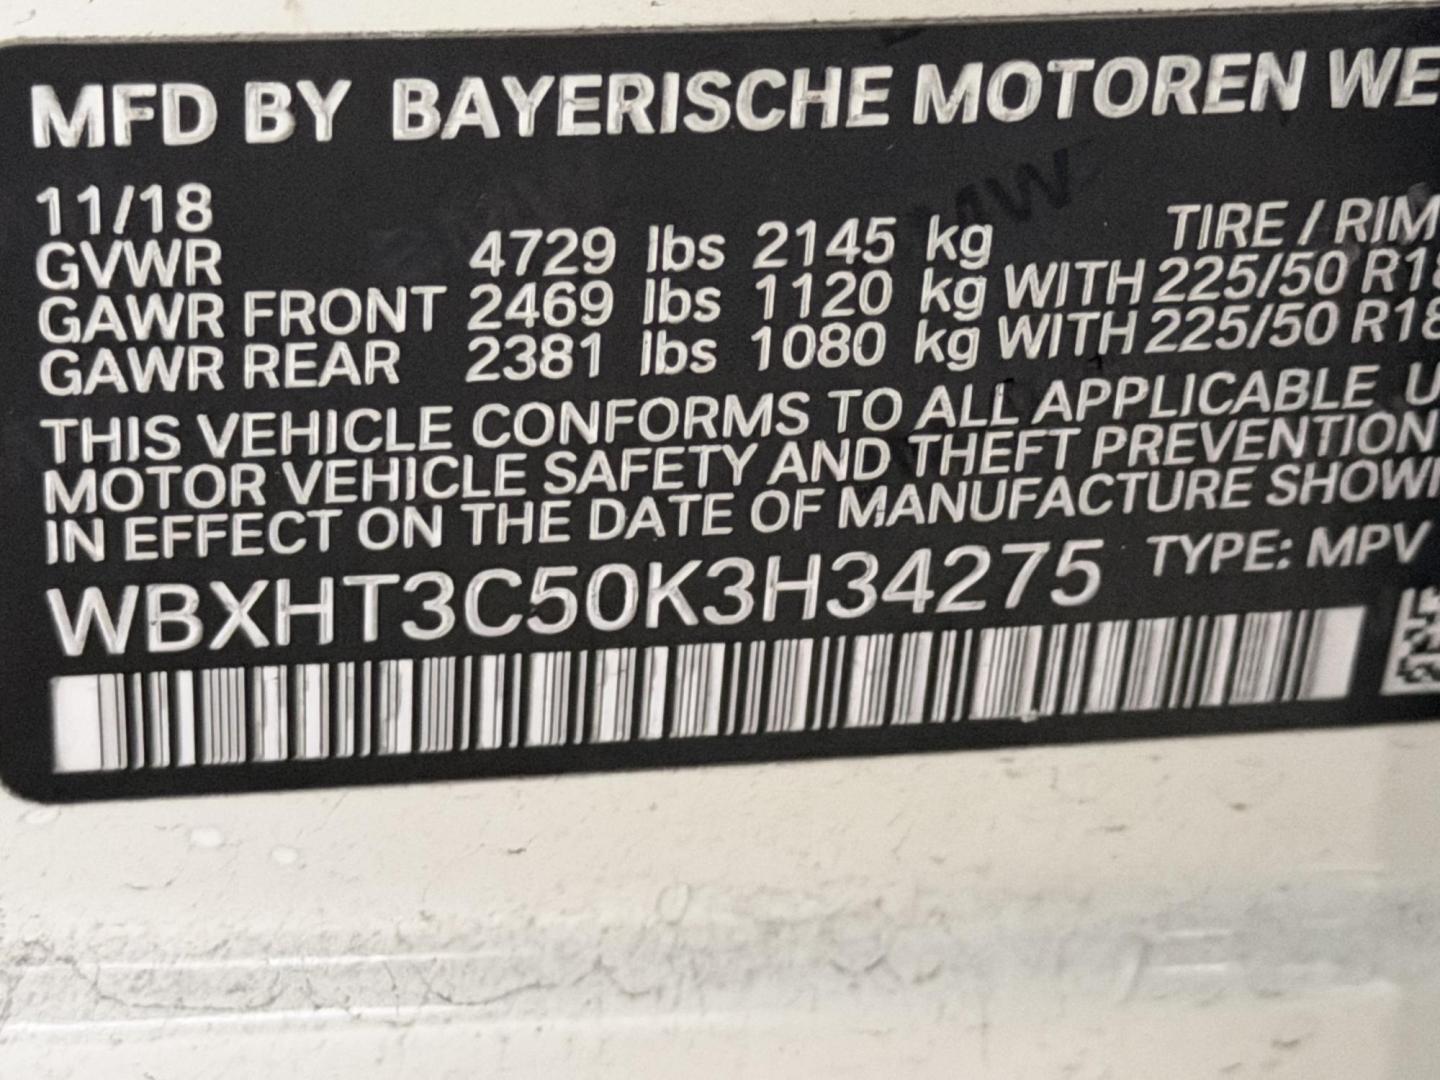 MFD BY BAYERISCHE MOTOREN WE
11/18
GVWR 4729 lbs 2145 kg TIRE / RIM
GAWR FRONT 2469 lbs 1120 kg WITH 225/50 R18
GAWR REAR 2381 lbs 1080 kg WITH 225/50 R18
THIS VEHICLE CONFORMS TO ALL APPLICABLE U
MOTOR VEHICLE SAFETY AND THEFT PREVENTION
IN EFFECT ON THE DATE OF MANUFACTURE SHOWN
WBXHT3C50K3H34275 TYPE: MPV